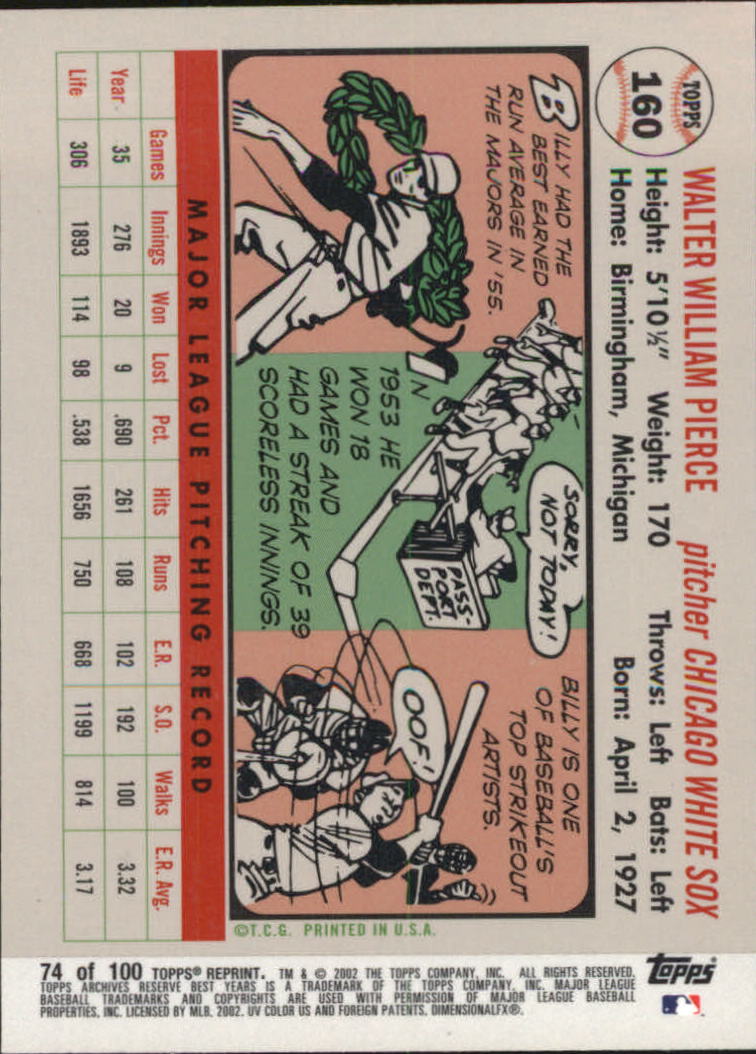 TOPPS
160
WALTER WILLIAM PIERCE pitcher CHICAGO WHITE SOX
Height: 5'10½" Weight: 170 Throws: Left Bats: Left
Home: Birmingham, Michigan Born: April 2, 1927
BILLY HAD THE
BEST EARNED
RUN AVERAGE IN
THE MAJORS IN '55.
SORRY,
NOT TODAY!
PASS-
PORT
DEPT.
IN
1953 HE
WON 18
GAMES AND
HAD A STREAK OF 39
SCORELESS INNINGS.
BILLY IS ONE
OF BASEBALL'S
TOP STRIKEOUT
ARTISTS.
OOF!
MAJOR LEAGUE PITCHING RECORD
Games Innings Won Lost Pct. Hits Runs E.R. S.O. Walks E.R. Avg.
Year 35 276 20 9 .690 261 108 102 192 100 3.32
Life 306 1893 114 98 .538 1656 750 668 1199 814 3.17
©T.C.G. PRINTED IN U.S.A.
Topps
74 of 100 TOPPS® REPRINT. TM & © 2002 THE TOPPS COMPANY, INC. ALL RIGHTS RESERVED.
TOPPS ARCHIVES RESERVE BEST YEARS IS A TRADEMARK OF THE TOPPS COMPANY, INC. MAJOR LEAGUE
BASEBALL TRADEMARKS AND COPYRIGHTS ARE USED WITH PERMISSION OF MAJOR LEAGUE BASEBALL
PROPERTIES, INC. LICENSED BY MLB. 2002. UV COLOR US AND FOREIGN PATENTS. DIMENSIONALFX®.